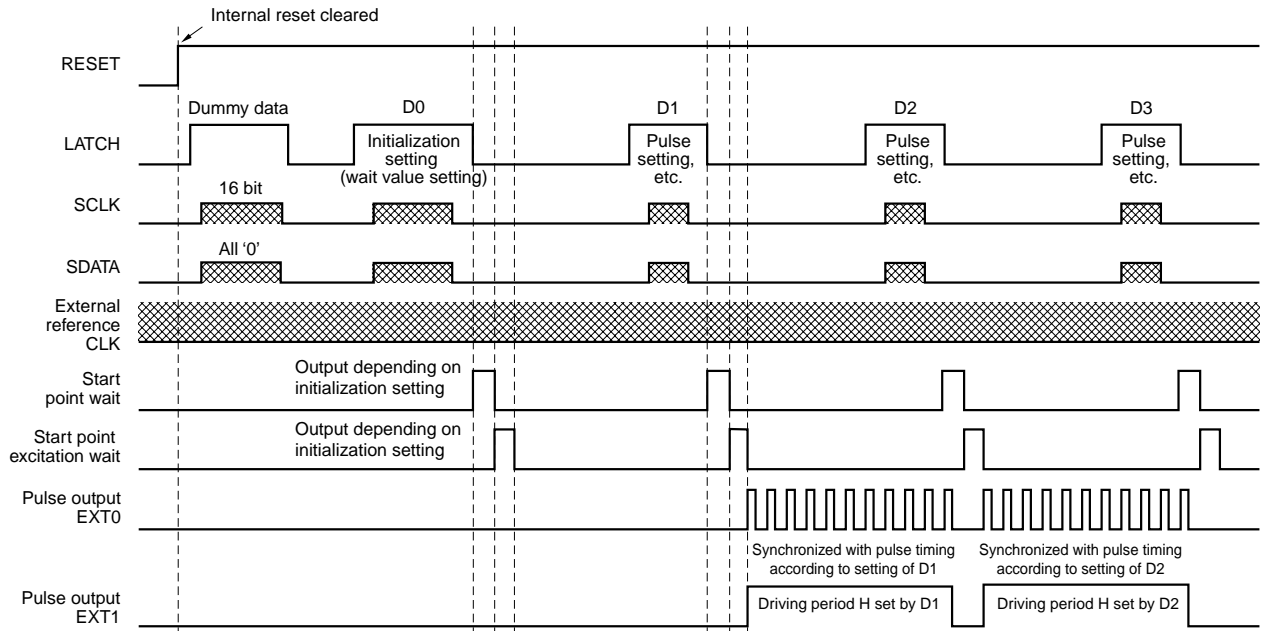 Internal reset cleared
RESET
Dummy data
D0
D1
D2
D3
LATCH
Initialization
setting
(wait value setting)
Pulse
setting,
etc.
Pulse
setting,
etc.
Pulse
setting,
etc.
16 bit
SCLK
All ‘0’
SDATA
External
reference
CLK
Start
point wait
Output depending on
initialization setting
Start point
excitation wait
Output depending on
initialization setting
Pulse output
EXT0
Synchronized with pulse timing
according to setting of D1
Synchronized with pulse timing
according to setting of D2
Pulse output
EXT1
Driving period H set by D1
Driving period H set by D2